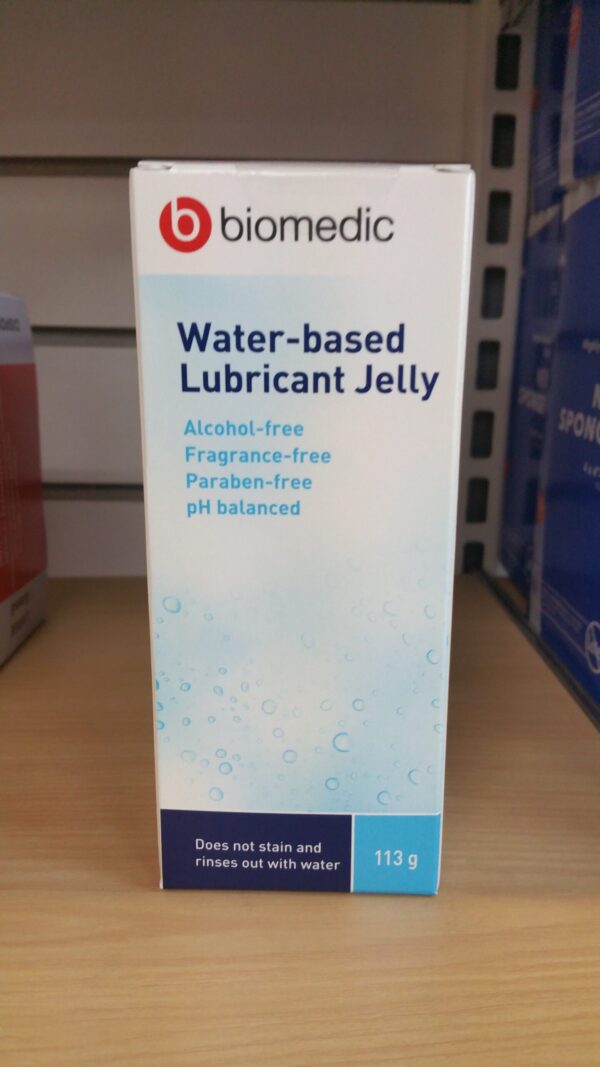 biomedic
Water-based
Lubricant Jelly
Alcohol-free
Fragrance-free
Paraben-free
pH balanced
Does not stain and
rinses out with water
113 g
SPONG